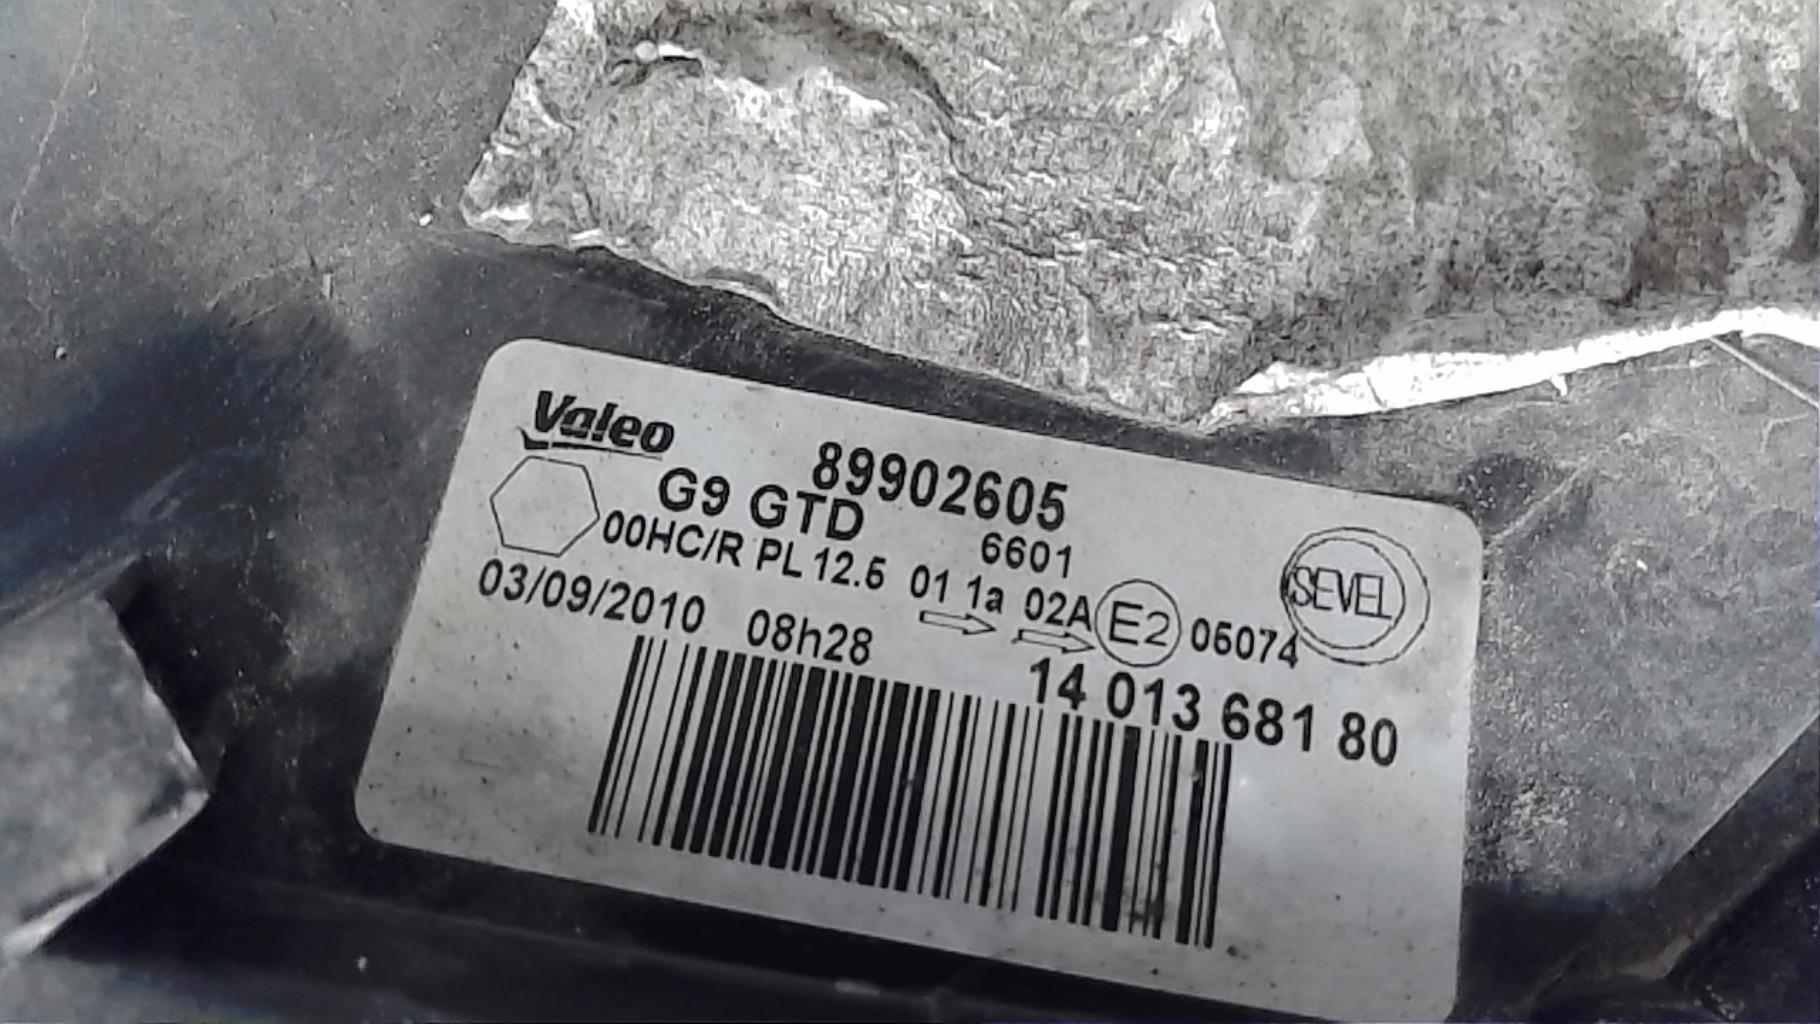 Valeo
89902605
G9 GTD
6601
00HC/R PL 12.5 01 1a 02A E2 05074
SEVEL
03/09/2010 08h28
14 013 681 80